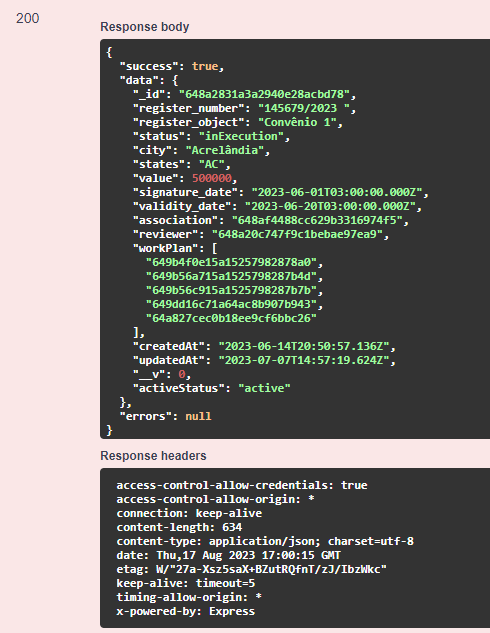 200
Response body
{
  "success": true,
  "data": {
    "_id": "648a2831a3a2940e28acbd78",
    "register_number": "145679/2023 ",
    "register_object": "Convênio 1",
    "status": "inExecution",
    "city": "Acrelândia",
    "states": "AC",
    "value": 500000,
    "signature_date": "2023-06-01T03:00:00.000Z",
    "validity_date": "2023-06-20T03:00:00.000Z",
    "association": "648af4488cc629b3316974f5",
    "reviewer": "648a20c747f9c1bebae97ea9",
    "workPlan": [
      "649b4f0e15a15257982878a0",
      "649b56a715a1525798287b4d",
      "649b56c915a1525798287b7b",
      "649dd16c71a64ac8b907b943",
      "64a827cec0b18ee9cf6bbc26"
    ],
    "createdAt": "2023-06-14T20:50:57.136Z",
    "updatedAt": "2023-07-07T14:57:19.624Z",
    "__v": 0,
    "activeStatus": "active"
  },
  "errors": null
}
Response headers
access-control-allow-credentials: true
access-control-allow-origin: *
connection: keep-alive
content-length: 634
content-type: application/json; charset=utf-8
date: Thu,17 Aug 2023 17:00:15 GMT
etag: W/"27a-Xsz5saX+BZutRQfnT/zJ/IbzWkc"
keep-alive: timeout=5
timing-allow-origin: *
x-powered-by: Express